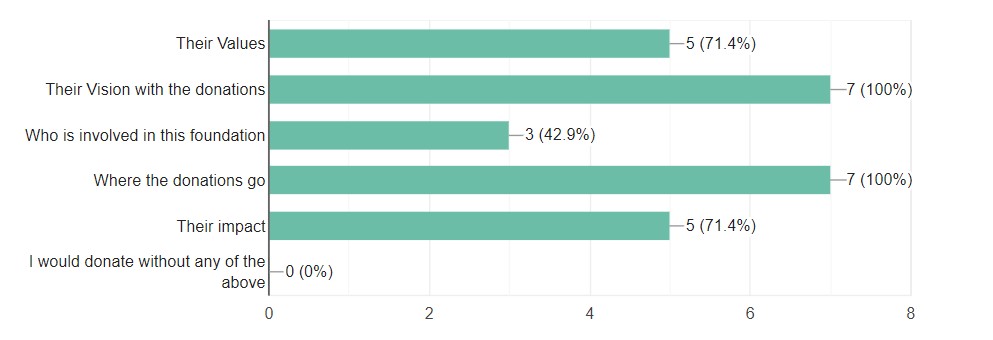 Their Values
5 (71.4%)
Their Vision with the donations
7 (100%)
Who is involved in this foundation
3 (42.9%)
Where the donations go
7 (100%)
Their impact
5 (71.4%)
I would donate without any of the
above
0 (0%)
0 2 4 6 8